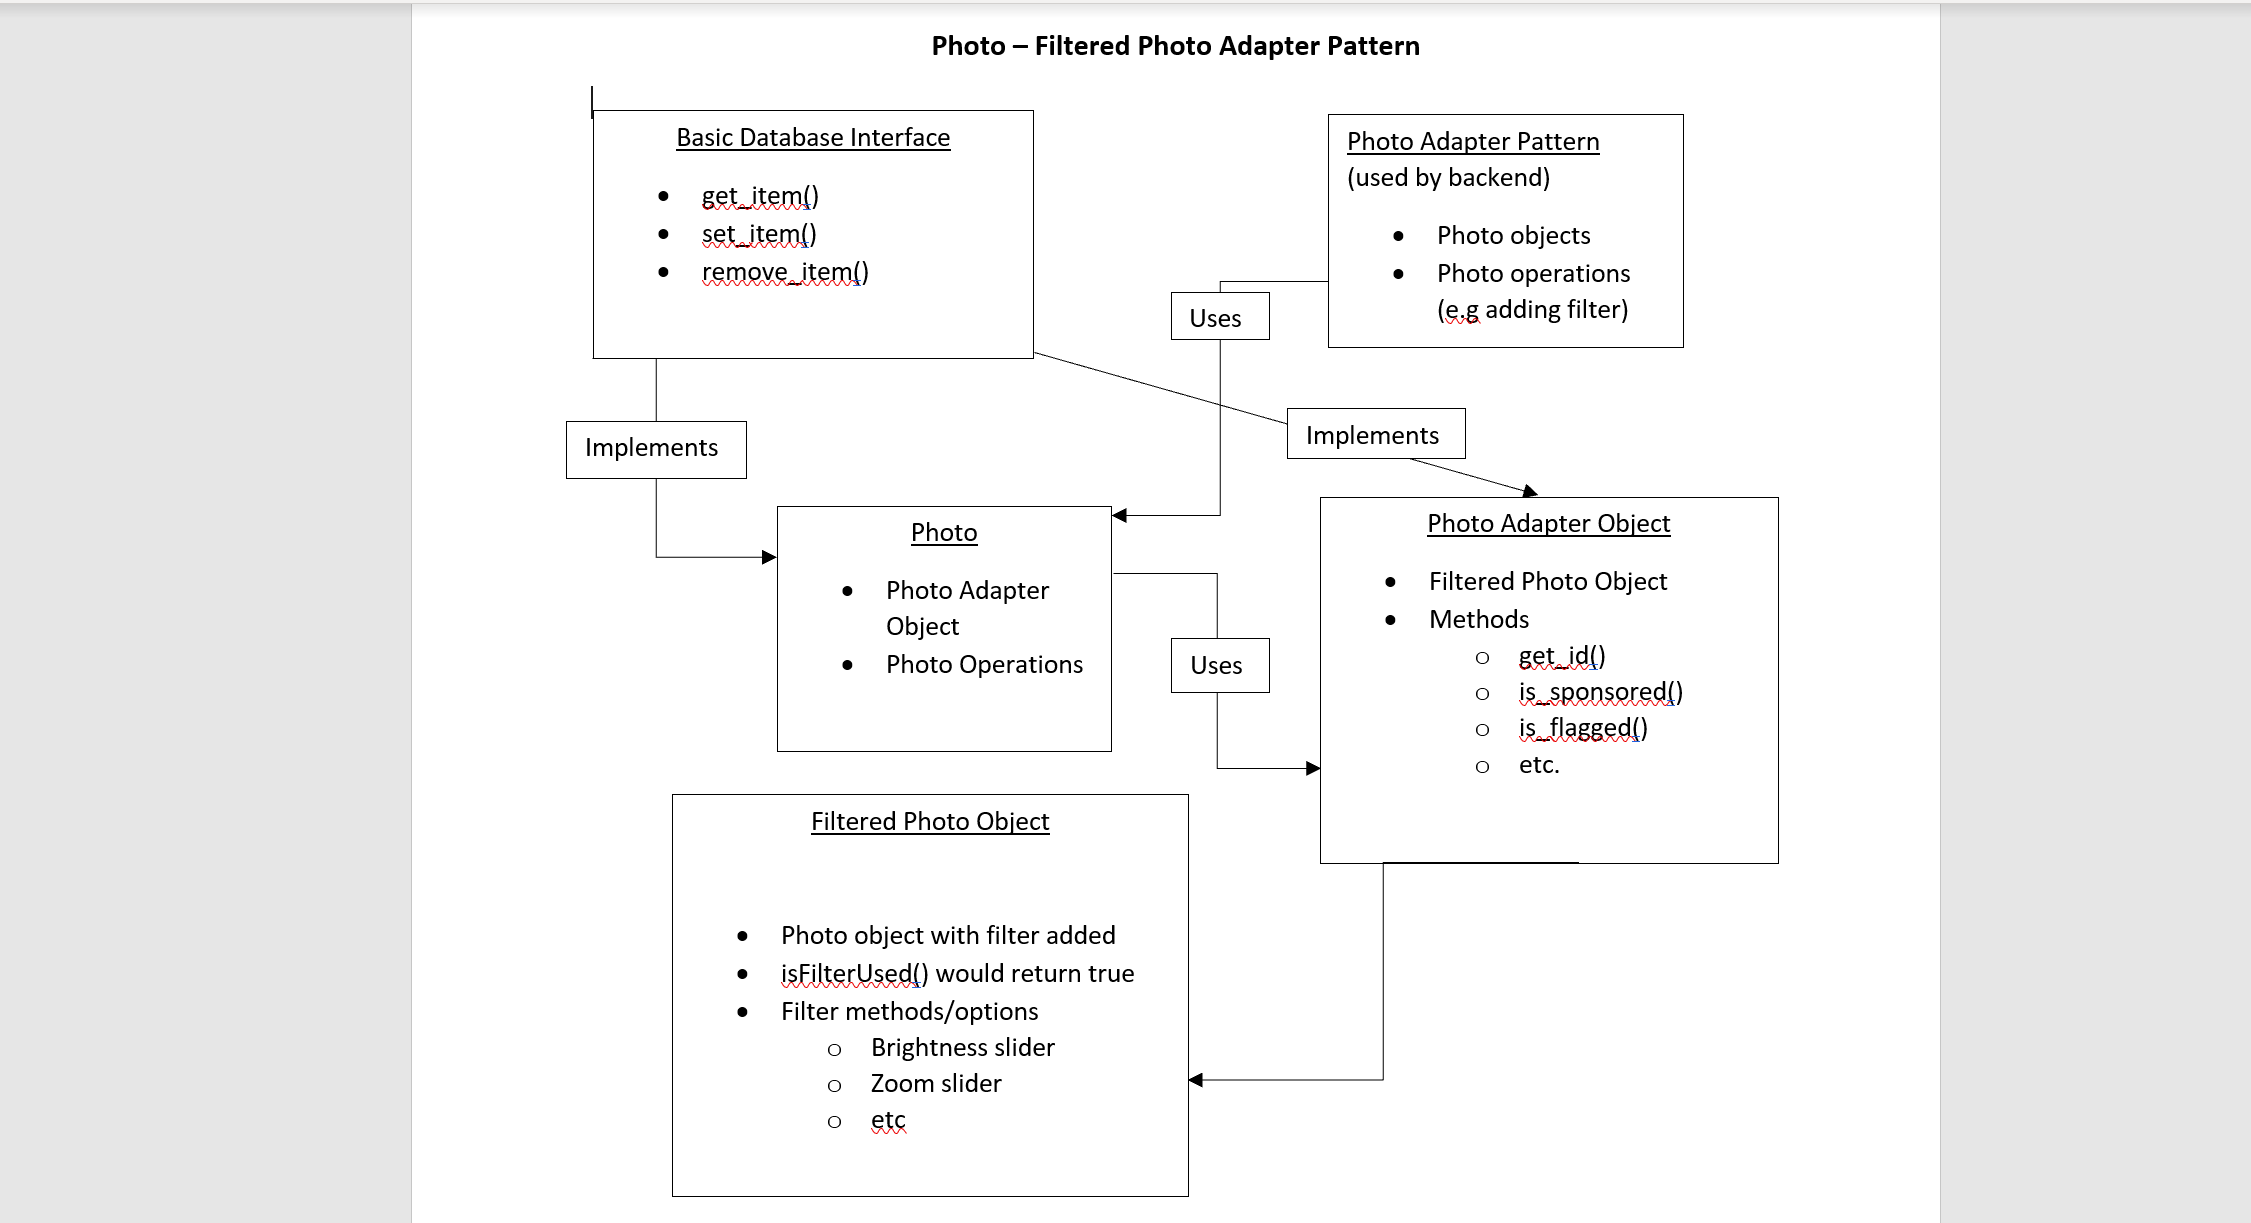 Photo – Filtered Photo Adapter Pattern
Basic Database Interface
get_item()
set_item()
remove_item()
Photo Adapter Pattern
(used by backend)
Photo objects
Photo operations
(e.g adding filter)
Uses
Implements
Implements
Photo
Photo Adapter
Object
Photo Operations
Uses
Photo Adapter Object
Filtered Photo Object
Methods
get_id()
is_sponsored()
is_flagged()
etc.
Filtered Photo Object
Photo object with filter added
isFilterUsed() would return true
Filter methods/options
Brightness slider
Zoom slider
etc